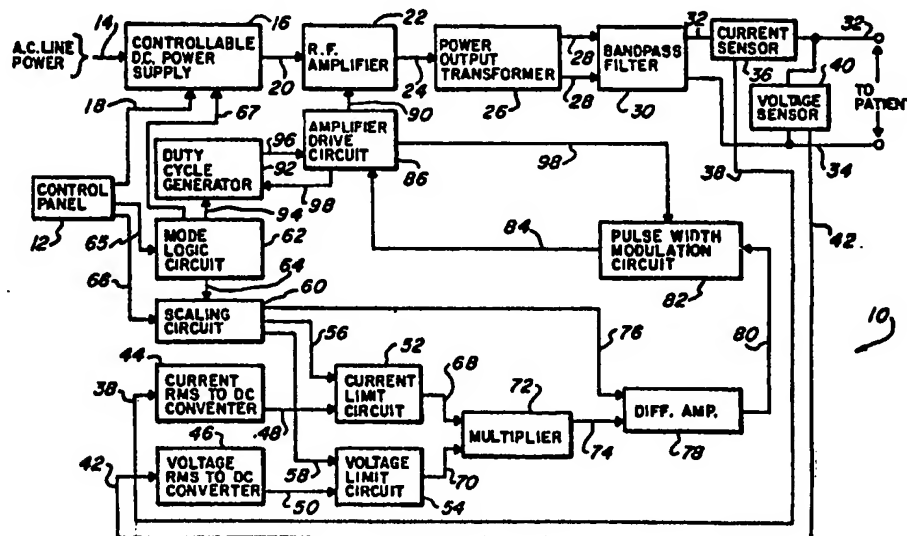 14
16
22
A.C. LINE POWER
CONTROLLABLE D.C. POWER SUPPLY
R.F. AMPLIFIER
POWER OUTPUT TRANSFORMER
28
28
BANDPASS FILTER
32
CURRENT SENSOR
32
36
40
VOLTAGE SENSOR
TO PATIENT
18
67
20
24
26
30
34
90
96
92
DUTY CYCLE GENERATOR
AMPLIFIER DRIVE CIRCUIT
86
98
98
38
42
CONTROL PANEL
12
65
94
MODE LOGIC CIRCUIT
62
84
PULSE WIDTH MODULATION CIRCUIT
82
66
64
60
SCALING CIRCUIT
56
76
80
10
44
52
38
CURRENT RMS TO DC CONVERTER
48
CURRENT LIMIT CIRCUIT
68
72
MULTIPLIER
74
DIFF. AMP.
78
46
42
VOLTAGE RMS TO DC CONVERTER
50
58
VOLTAGE LIMIT CIRCUIT
70
54